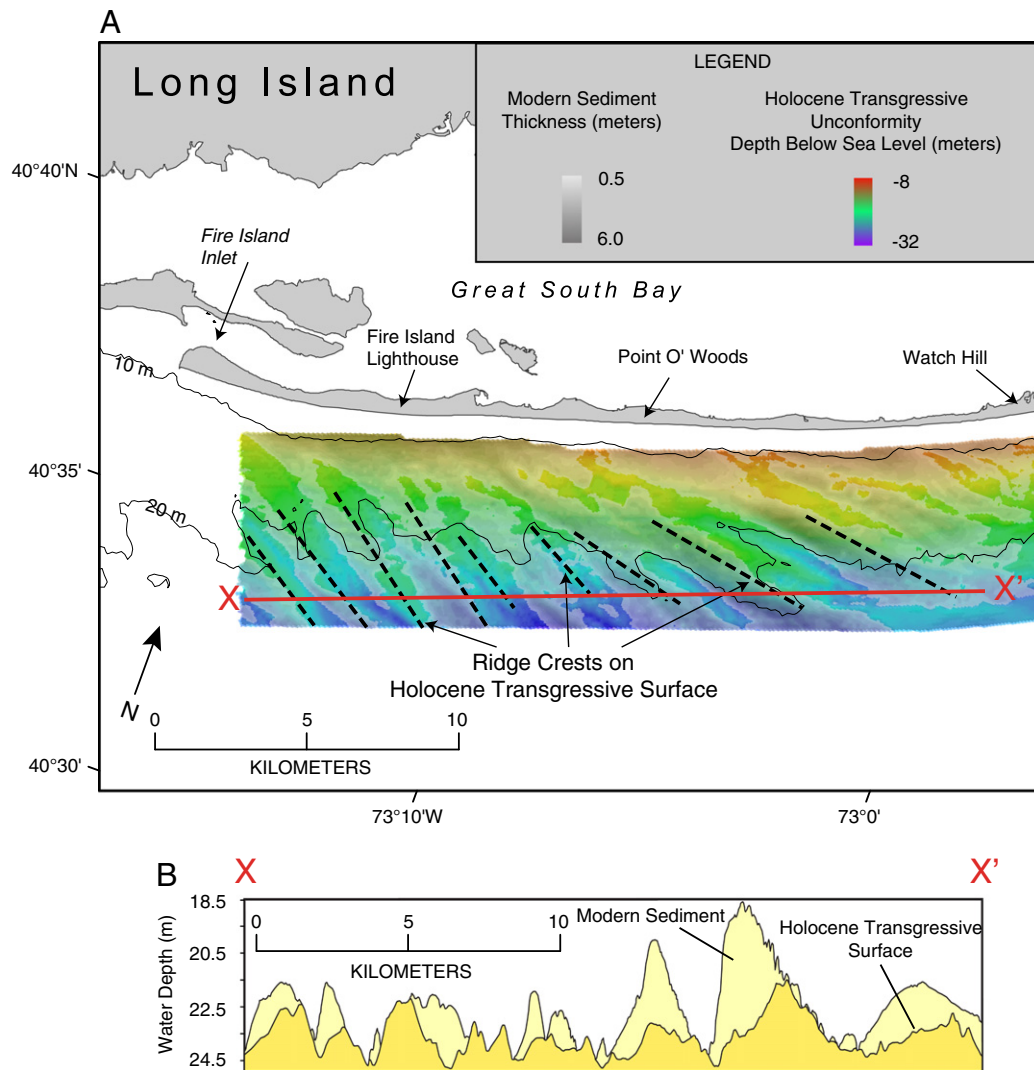 A
Long Island
LEGEND
Modern Sediment
Thickness (meters)
0.5
6.0
Holocene Transgressive
Unconformity
Depth Below Sea Level (meters)
-8
-32
40°40'N
Fire Island
Inlet
Great South Bay
Fire Island
Lighthouse
Point O' Woods
Watch Hill
10 m
40°35'
20 m
X
X’
Ridge Crests on
Holocene Transgressive Surface
N
0
5
10
KILOMETERS
40°30'
73°10'W
73°0'
B
X
X’
Water Depth (m)
18.5
20.5
22.5
24.5
0
5
10
KILOMETERS
Modern Sediment
Holocene Transgressive
Surface